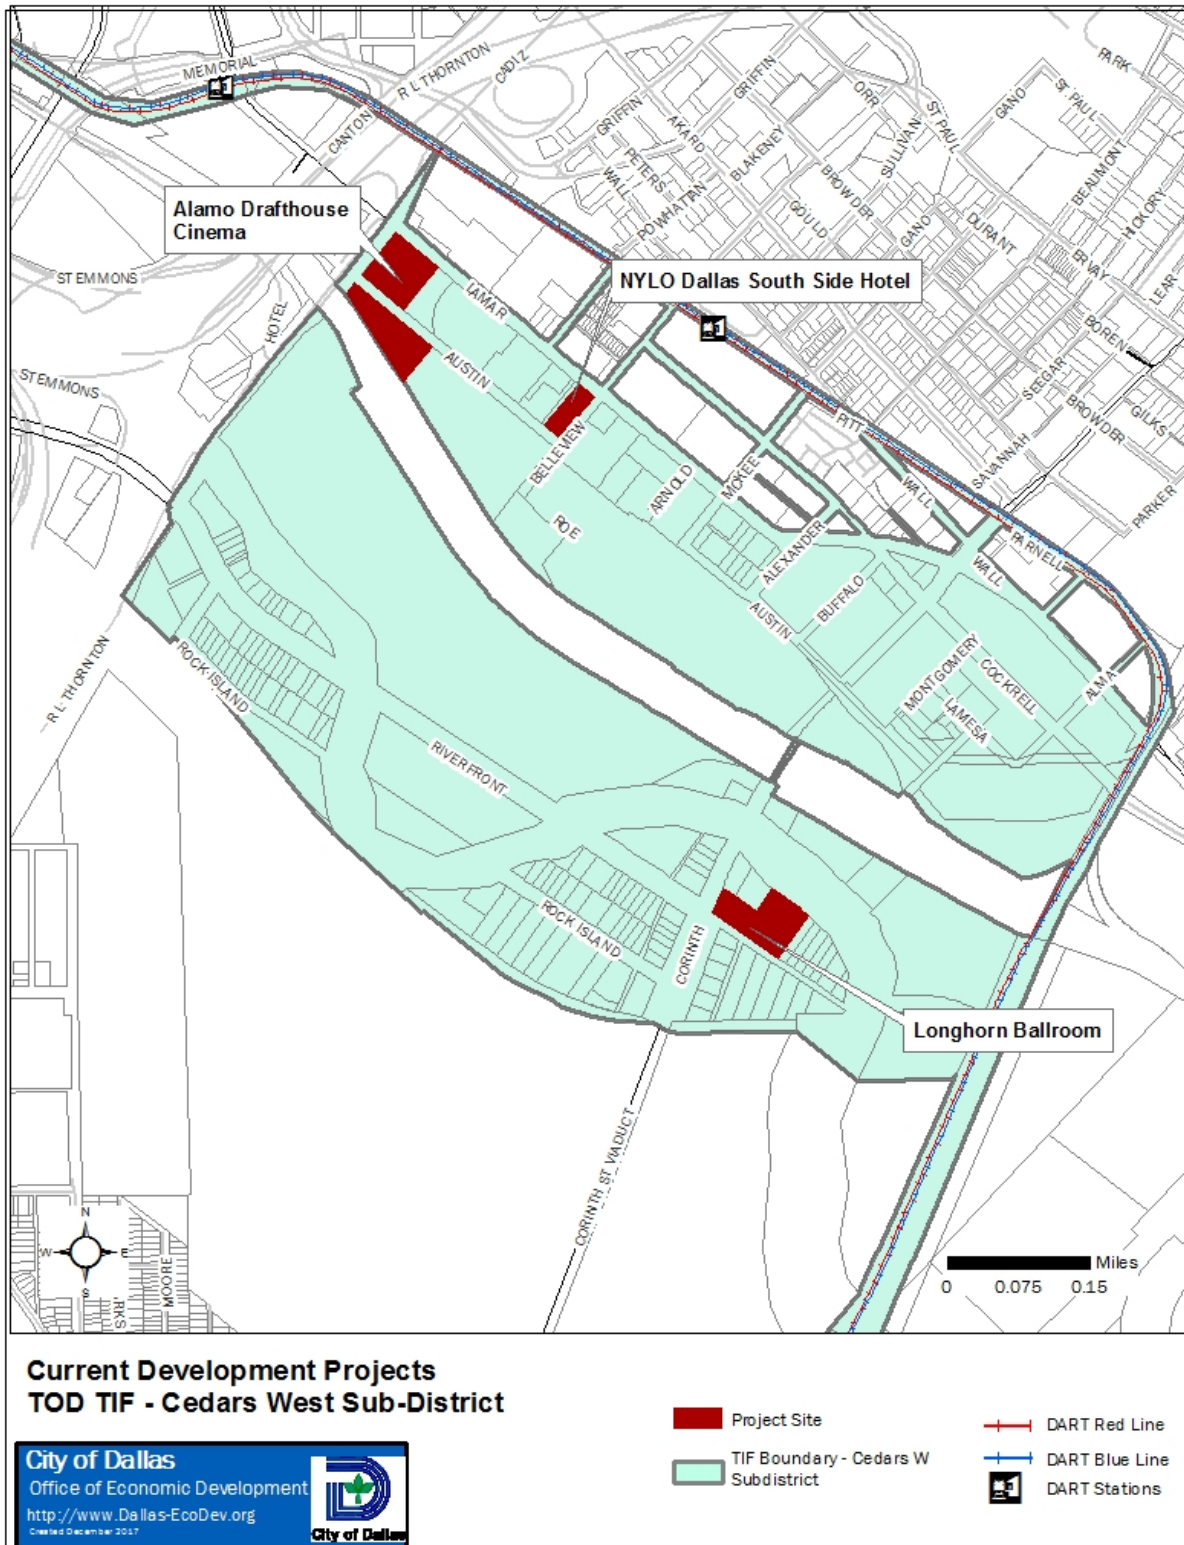 MEMORIAL
R L THORNTON
CADIZ
CANTON
GRIFFIN
GRIFFIN
AKARD
PETERS
WALL
BLAKENEY
POWHATTAN
ORR
ST PAUL
SULLIVAN
GANO
ST PAUL
PARK
BROWDER
GOULD
GANO
DURANT
BEAUMONT
HICKORY
ERVAY
LEAR
BOREN
SEEGAR
BROWDER
GILKS
SAVANNAH
PARKER
Alamo Drafthouse
Cinema
NYLO Dallas South Side Hotel
STEMMONS
HOTEL
STEMMONS
LAMAR
AUSTIN
BELLEVIEW
ROE
ARNOLD
MCKEE
PITT
WALL
PARNELL
WALL
ALEXANDER
BUFFALO
AUSTIN
MONTGOMERY
COCKRELL
LAMESA
ALMA
R L THORNTON
ROCK ISLAND
RIVERFRONT
ROCK ISLAND
CORINTH
Longhorn Ballroom
CORINTH ST VIADUCT
N
W E
S
MOORE
RKS
Miles
0 0.075 0.15
Current Development Projects
TOD TIF - Cedars West Sub-District
City of Dallas
Office of Economic Development
http://www.Dallas-EcoDev.org
Created December 2017
City of Dallas
Project Site
TIF Boundary - Cedars W
Subdistrict
DART Red Line
DART Blue Line
DART Stations